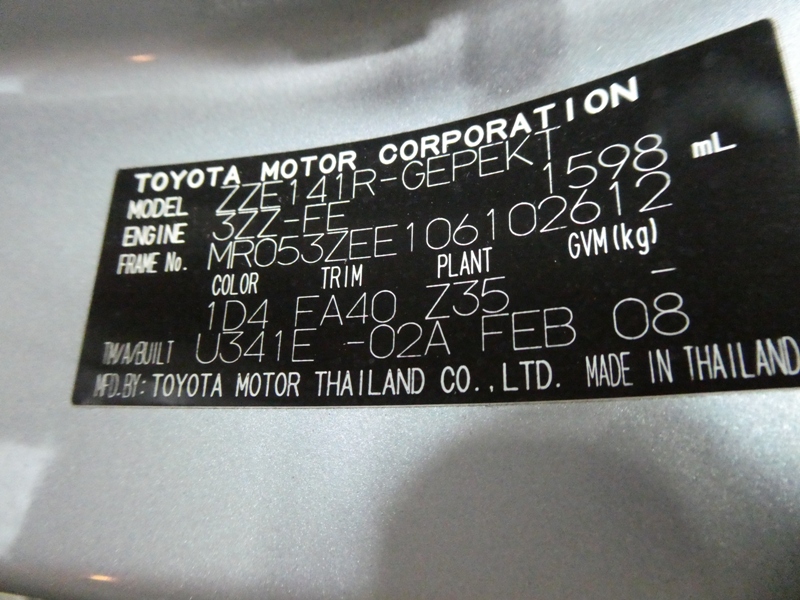 TOYOTA MOTOR CORPORATION
MODEL ZZE141R-GEPEKT
ENGINE 3ZZ-FE 1598 mL
FRAME No. MR053ZEE106102612
COLOR TRIM PLANT GVM(kg)
1D4 FA40 Z35 –
TM/A/BUILT U341E -02A FEB 08
MFD.BY: TOYOTA MOTOR THAILAND CO.,LTD. MADE IN THAILAND